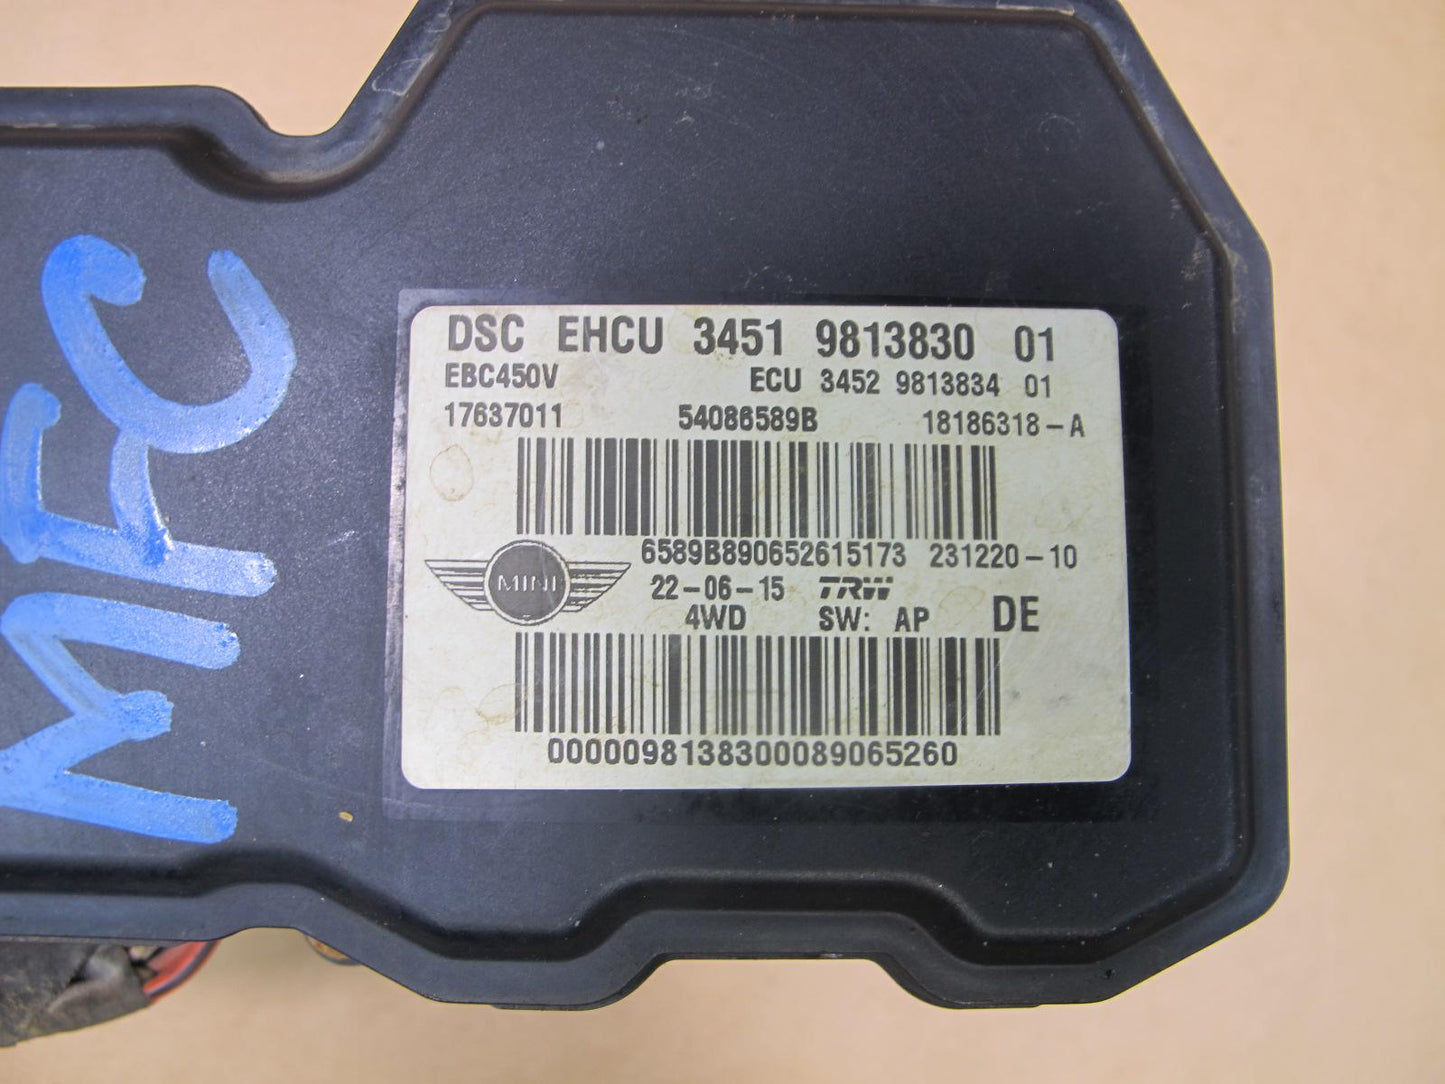 MFC
DSC EHCU 3451 9813830 01
EBC450V ECU 3452 9813834 01
17637011 54086589B 18186318-A
6589B890652615173 231220-10
MINI 22-06-15 TRW
4WD SW: AP DE
0000098138300089065260